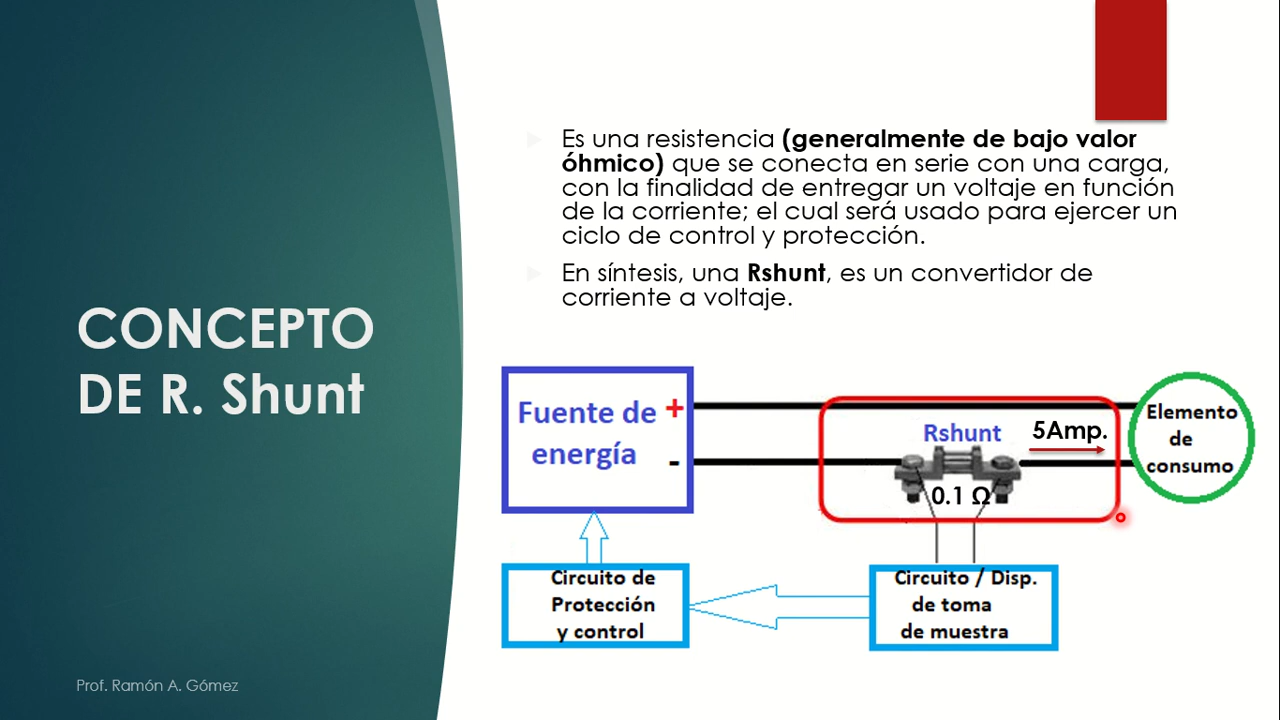 Es una resistencia (generalmente de bajo valor
óhmico) que se conecta en serie con una carga,
con la finalidad de entregar un voltaje en función
de la corriente; el cual será usado para ejercer un
ciclo de control y protección.
En síntesis, una Rshunt, es un convertidor de
corriente a voltaje.
CONCEPTO
DE R. Shunt
Fuente de +
energía -
Rshunt
5Amp.
0.1 Ω
Elemento
de
consumo
Circuito de
Protección
y control
Circuito / Disp.
de toma
de muestra
Prof. Ramón A. Gómez